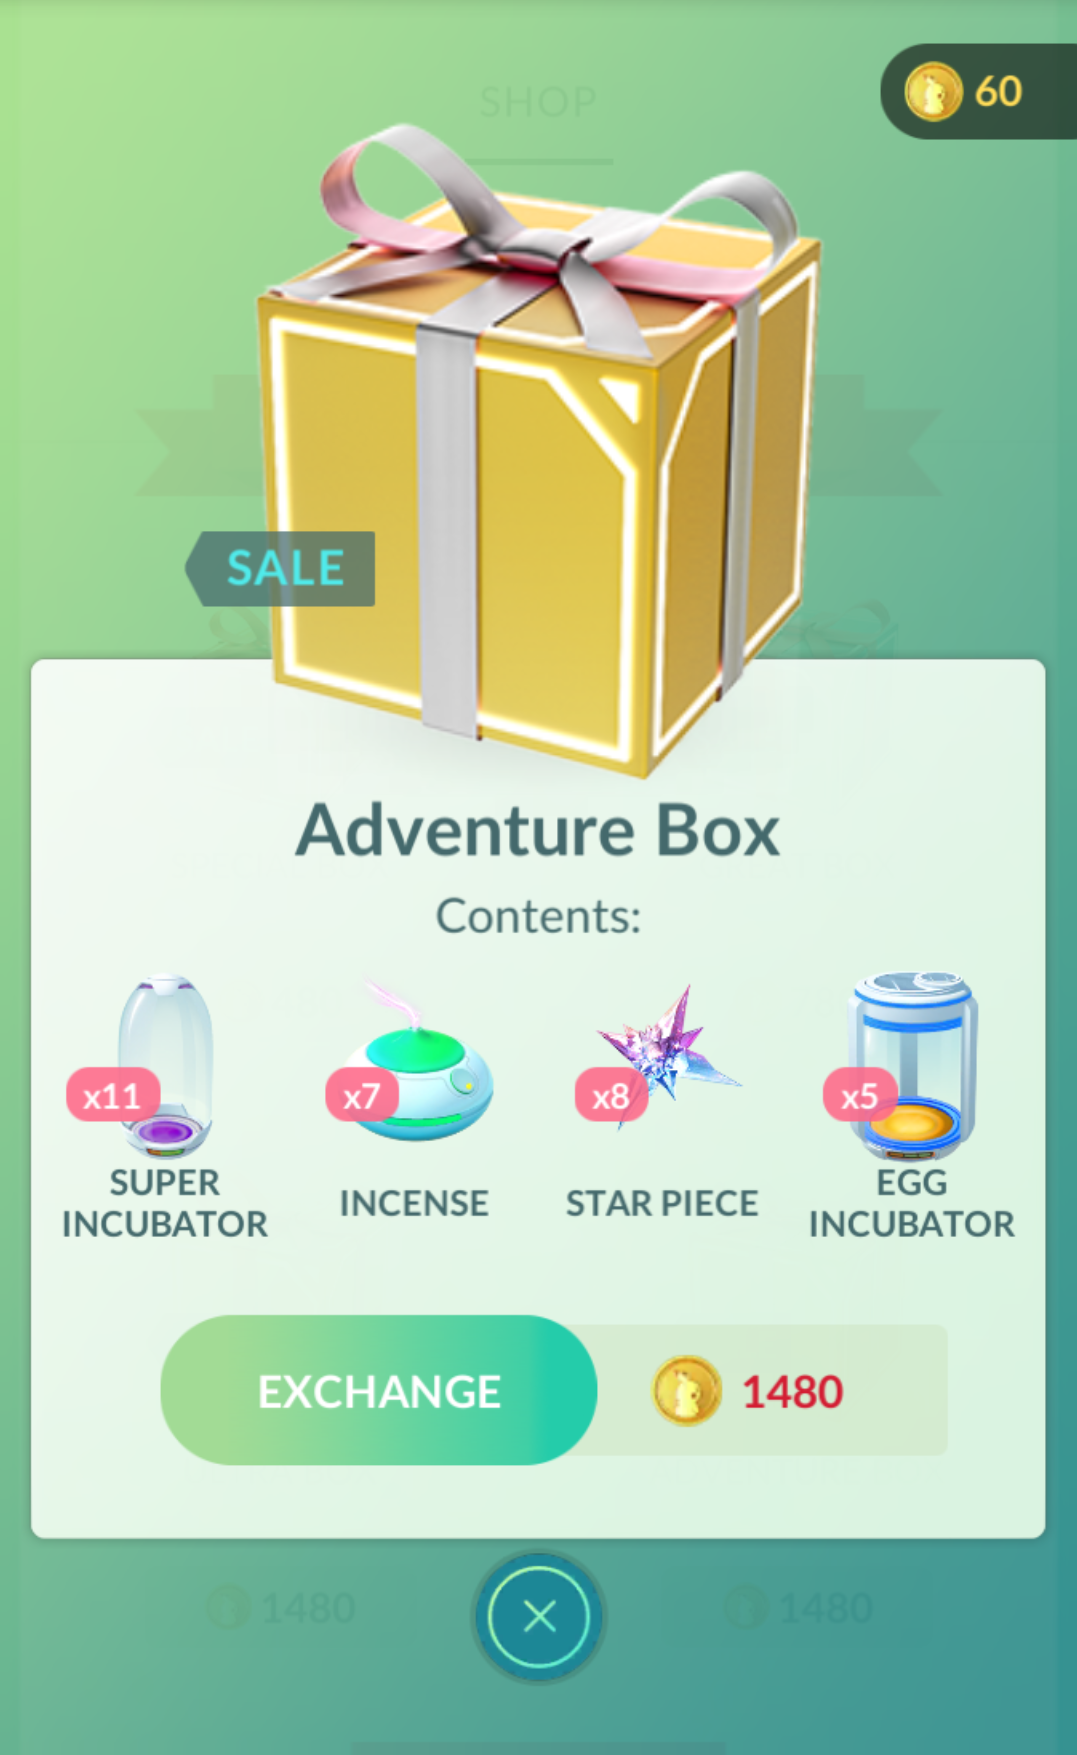 60
SHOP
SALE
Adventure Box
Contents:
x11
x7
x8
x5
SUPER
INCUBATOR
INCENSE
STAR PIECE
EGG
INCUBATOR
EXCHANGE
1480
1480
1480